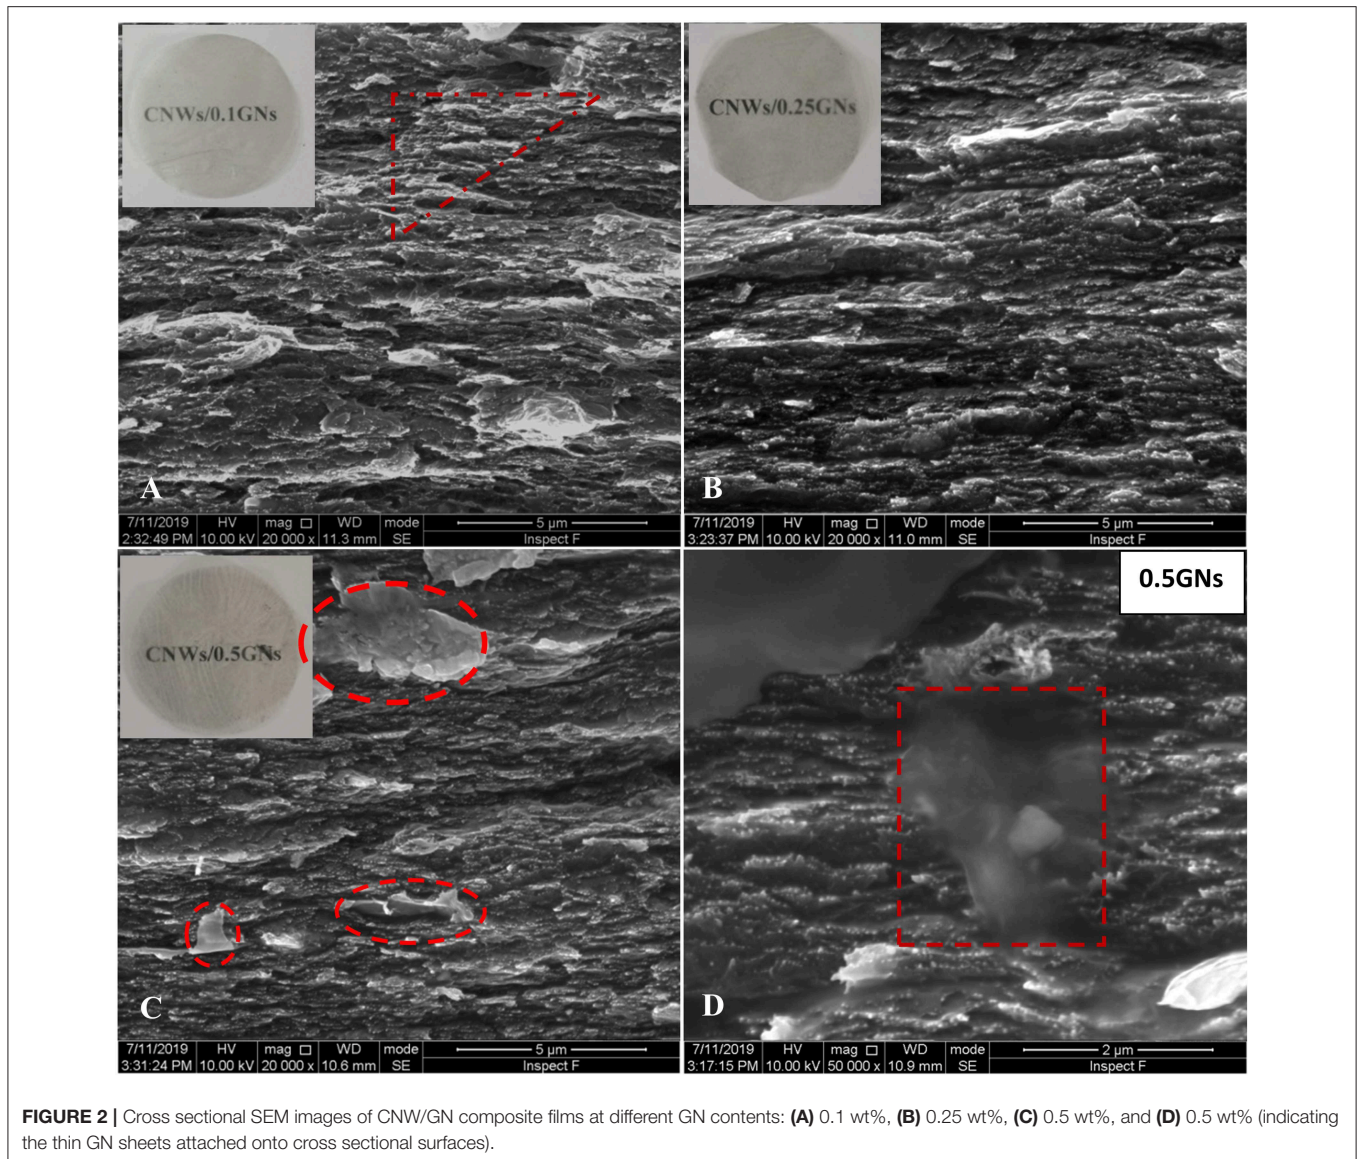 CNWs/0.1GNs
A
7/11/2019 HV mag WD mode 5 µm
2:32:49 PM 10.00 kV 20 000 x 11.3 mm SE Inspect F
CNWs/0.25GNs
B
7/11/2019 HV mag WD mode 5 µm
3:23:37 PM 10.00 kV 20 000 x 11.0 mm SE Inspect F
CNWs/0.5GNs
C
7/11/2019 HV mag WD mode 5 µm
3:31:24 PM 10.00 kV 20 000 x 10.6 mm SE Inspect F
0.5GNs
D
7/11/2019 HV mag WD mode 2 µm
3:17:15 PM 10.00 kV 50 000 x 10.9 mm SE Inspect F
FIGURE 2 | Cross sectional SEM images of CNW/GN composite films at different GN contents: (A) 0.1 wt%, (B) 0.25 wt%, (C) 0.5 wt%, and (D) 0.5 wt% (indicating
the thin GN sheets attached onto cross sectional surfaces).